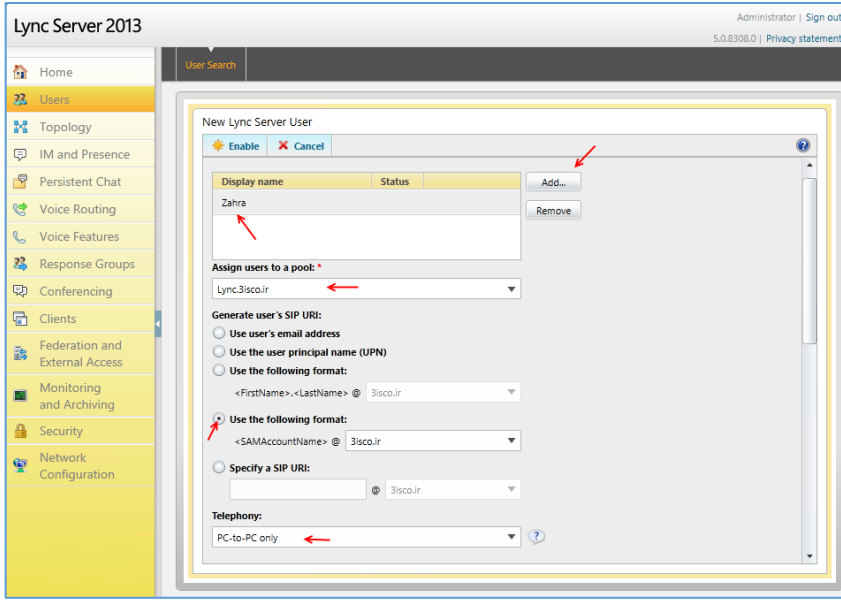 Lync Server 2013
Administrator | Sign out
5.0.8308.0 | Privacy statement
Home
Users
Topology
IM and Presence
Persistent Chat
Voice Routing
Voice Features
Response Groups
Conferencing
Clients
Federation and
External Access
Monitoring
and Archiving
Security
Network
Configuration
User Search
New Lync Server User
Enable
Cancel
Display name
Status
Zahra
Add...
Remove
Assign users to a pool: *
Lync.3isco.ir
Generate user's SIP URI:
Use user's email address
Use the user principal name (UPN)
Use the following format:
<FirstName>.<LastName> @ 3isco.ir
Use the following format:
<SAMAccountName> @ 3isco.ir
Specify a SIP URI:
@ 3isco.ir
Telephony:
PC-to-PC only